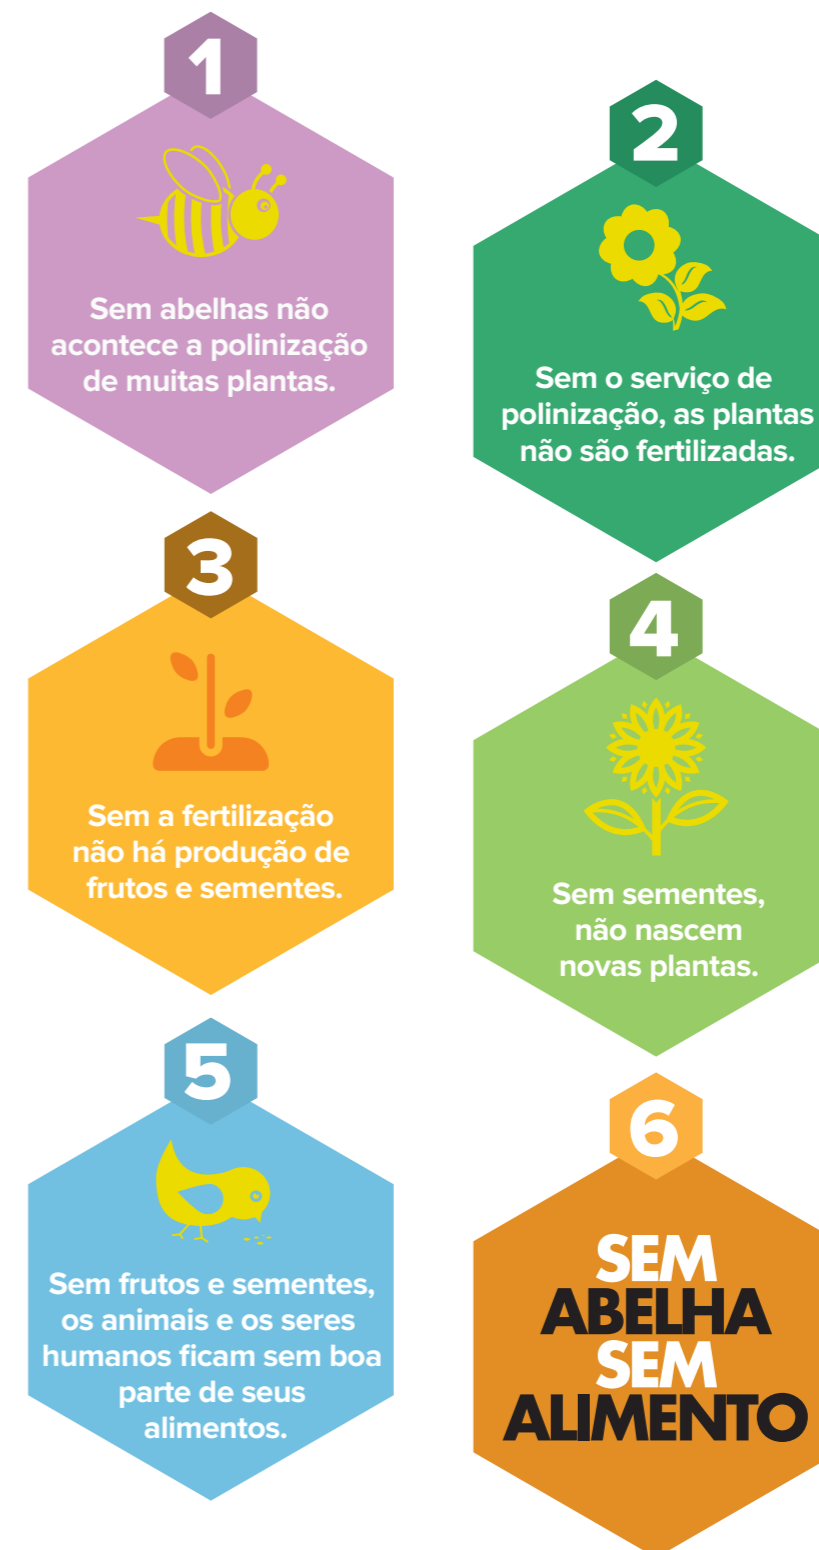 1
Sem abelhas não
acontece a polinização
de muitas plantas.
2
Sem o serviço de
polinização, as plantas
não são fertilizadas.
3
Sem a fertilização
não há produção de
frutos e sementes.
4
Sem sementes,
não nascem
novas plantas.
5
Sem frutos e sementes,
os animais e os seres
humanos ficam sem boa
parte de seus
alimentos.
6
SEM
ABELHA
SEM
ALIMENTO